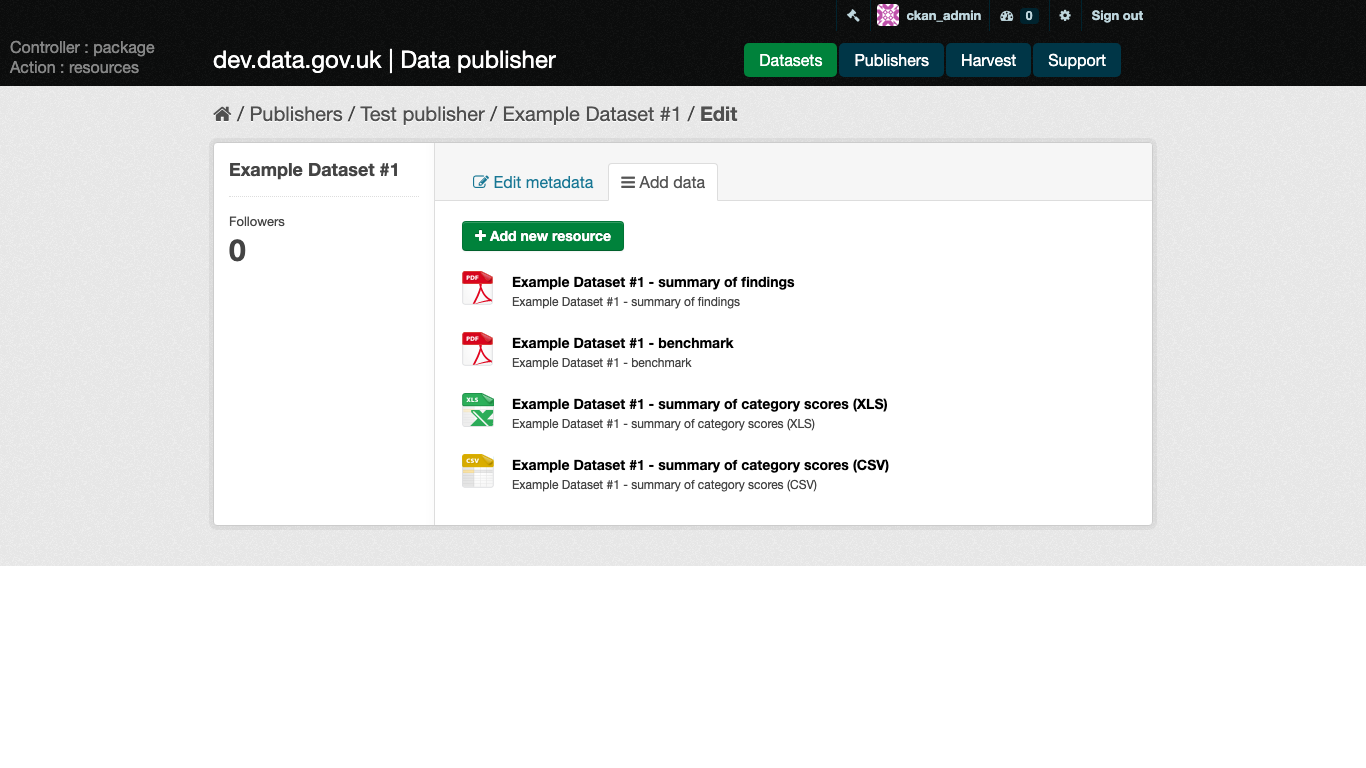 ckan_admin 0 Sign out
Controller : package
Action : resources
dev.data.gov.uk | Data publisher
Datasets Publishers Harvest Support
/ Publishers / Test publisher / Example Dataset #1 / Edit
Example Dataset #1
Followers
0
Edit metadata Add data
+ Add new resource
PDF
Example Dataset #1 - summary of findings
Example Dataset #1 - summary of findings
PDF
Example Dataset #1 - benchmark
Example Dataset #1 - benchmark
XLS
Example Dataset #1 - summary of category scores (XLS)
Example Dataset #1 - summary of category scores (XLS)
CSV
Example Dataset #1 - summary of category scores (CSV)
Example Dataset #1 - summary of category scores (CSV)